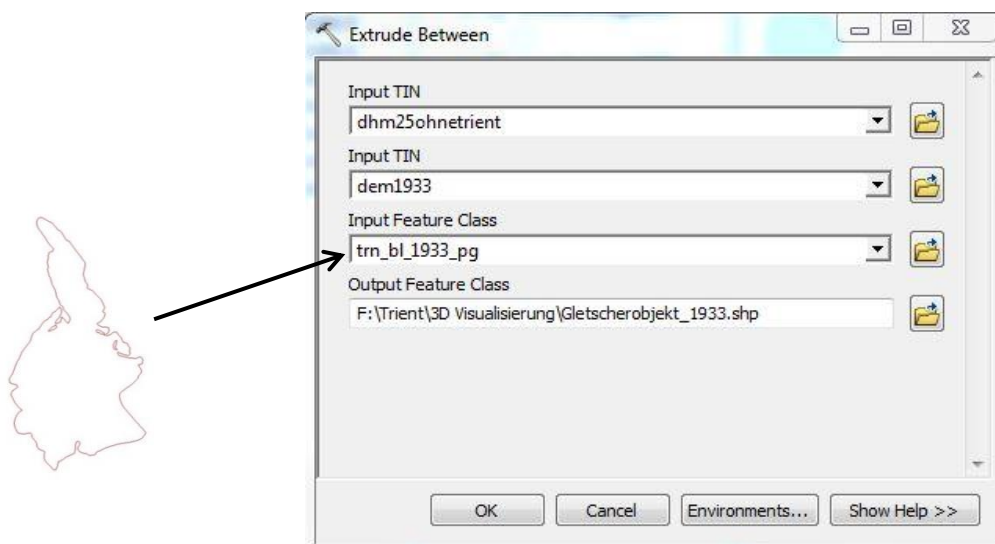 Extrude Between
Input TIN
dhm25ohnetrient
Input TIN
dem1933
Input Feature Class
trn_bl_1933_pg
Output Feature Class
F:\Trient\3D Visualisierung\Gletscherobjekt_1933.shp
OK Cancel Environments... Show Help >>